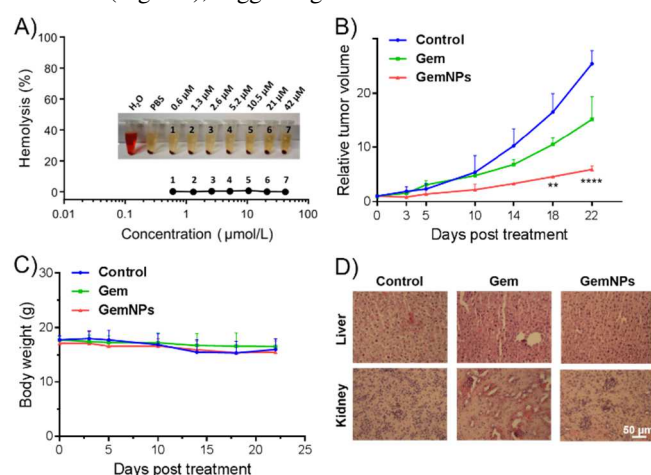 A)
Hemolysis (%)
100
80
60
40
20
0
H₂O PBS 0.6 μM 1.3 μM 2.6 μM 5.2 μM 10.5 μM 21 μM 42 μM
1 2 3 4 5 6 7
1 2 3 4 5 6 7
0.01 0.1 1 10 100
Concentration ( μmol/L)
B)
Relative tumor volume
30
20
10
0
Control
Gem
GemNPs
** ****
0 3 5 10 14 18 22
Days post treatment
C)
Body weight (g)
30
15
0
Control
Gem
GemNPs
0 5 10 15 20 25
Days post treatment
D)
Control Gem GemNPs
Liver
Kidney
50 μm